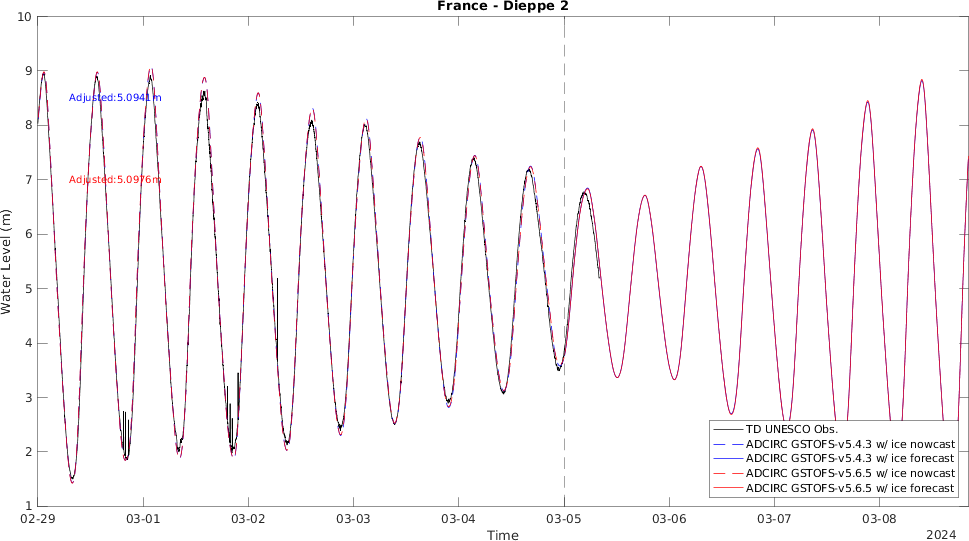 France - Dieppe 2
10
9
8
7
6
5
4
3
2
1
Adjusted:5.0941m
Adjusted:5.0976m
Water Level (m)
TD UNESCO Obs.
ADCIRC GSTOFS-v5.4.3 w/ ice nowcast
ADCIRC GSTOFS-v5.4.3 w/ ice forecast
ADCIRC GSTOFS-v5.6.5 w/ ice nowcast
ADCIRC GSTOFS-v5.6.5 w/ ice forecast
02-29 03-01 03-02 03-03 03-04 03-05 03-06 03-07 03-08
Time
2024